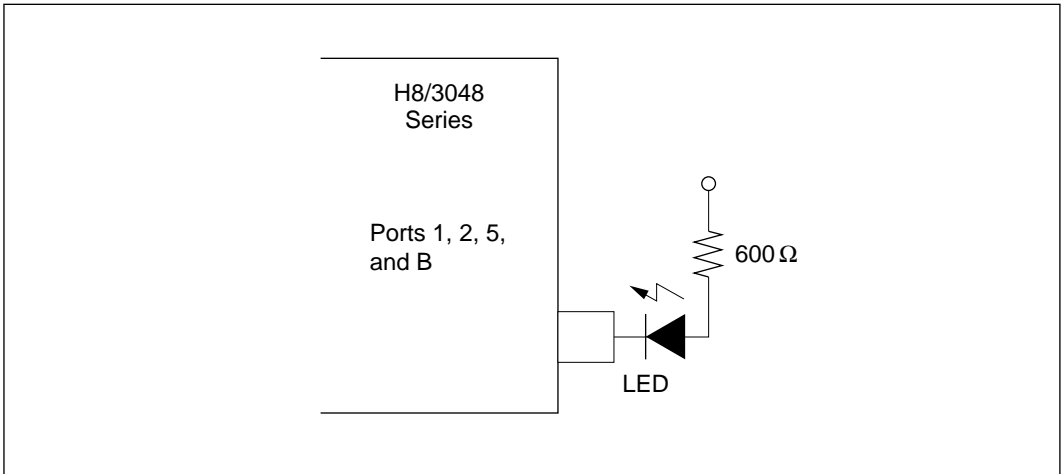 H8/3048
Series
Ports 1, 2, 5,
and B
600 Ω
LED